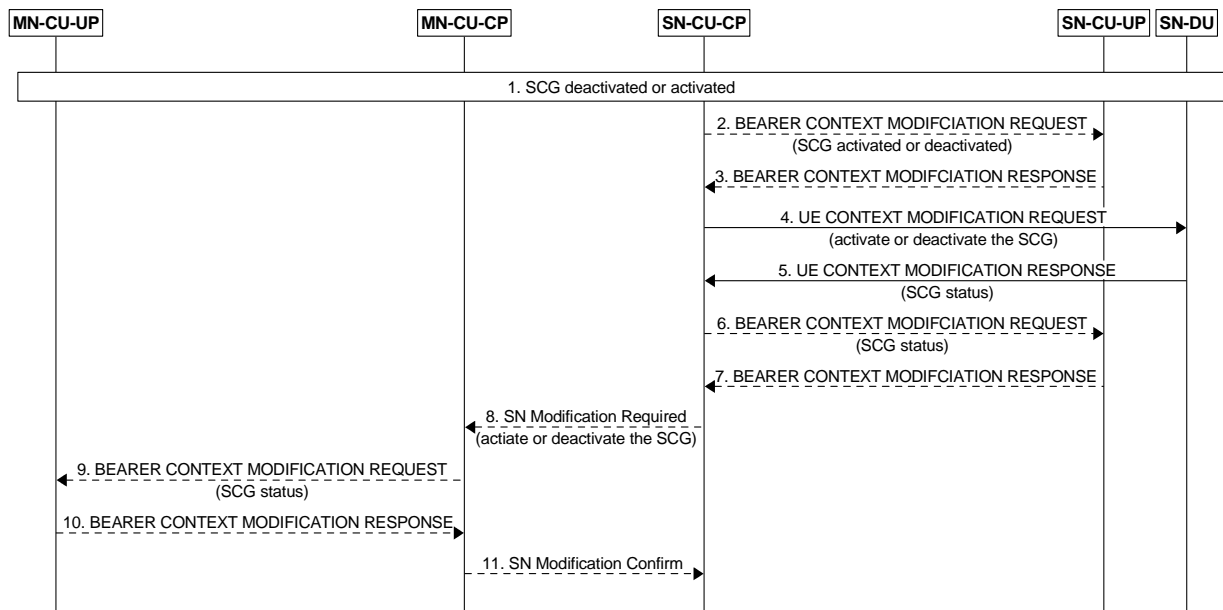 MN-CU-UP MN-CU-CP SN-CU-CP SN-CU-UP SN-DU
1. SCG deactivated or activated
2. BEARER CONTEXT MODIFCIATION REQUEST
(SCG activated or deactivated)
3. BEARER CONTEXT MODIFCIATION RESPONSE
4. UE CONTEXT MODIFICATION REQUEST
(activate or deactivate the SCG)
5. UE CONTEXT MODIFICATION RESPONSE
(SCG status)
6. BEARER CONTEXT MODIFCIATION REQUEST
(SCG status)
7. BEARER CONTEXT MODIFCIATION RESPONSE
8. SN Modification Required
(actiate or deactivate the SCG)
9. BEARER CONTEXT MODIFICATION REQUEST
(SCG status)
10. BEARER CONTEXT MODIFICATION RESPONSE
11. SN Modification Confirm